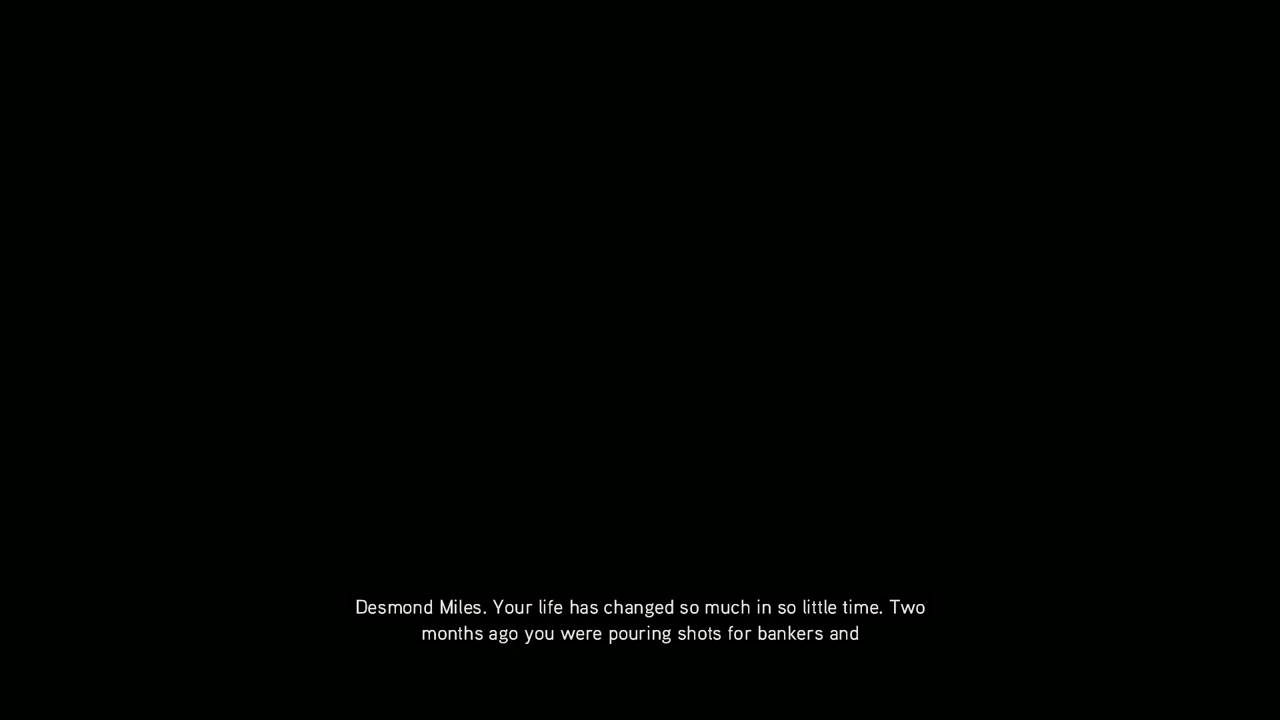 Desmond Miles. Your life has changed so much in so little time. Two
months ago you were pouring shots for bankers and